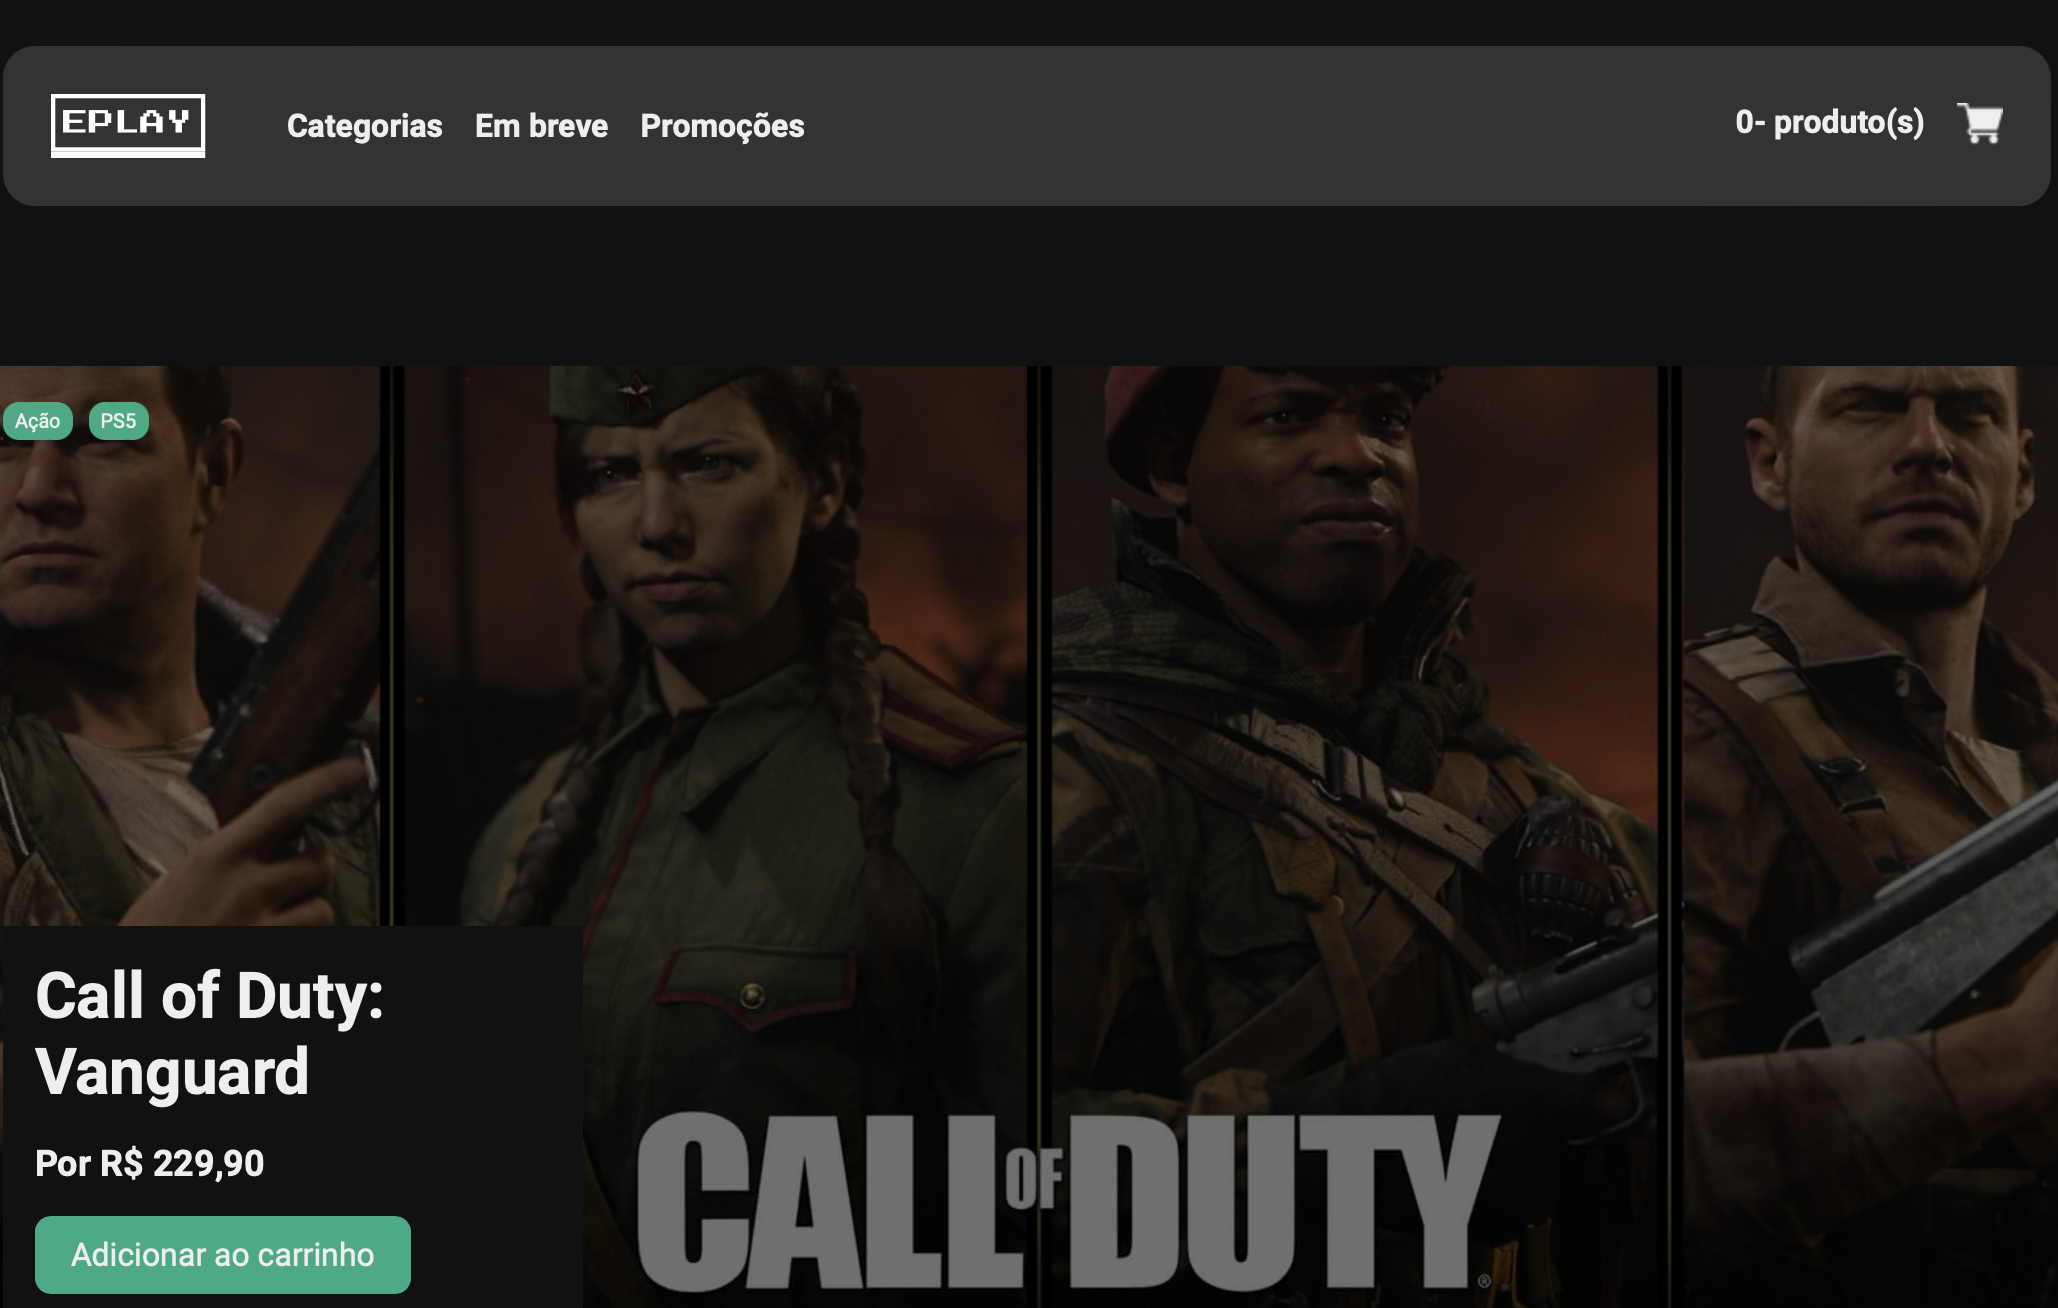 EPLAY
Categorias Em breve Promoções
0- produto(s)
Ação PS5
Call of Duty:
Vanguard
Por R$ 229,90
Adicionar ao carrinho
CALL OF DUTY®